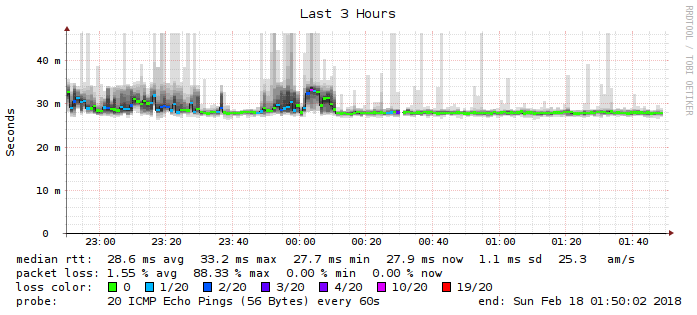 Last 3 Hours
RRDTOOL / TOBI OETIKER
Seconds
40 m
30 m
20 m
10 m
0
23:00 23:20 23:40 00:00 00:20 00:40 01:00 01:20 01:40
median rtt: 28.6 ms avg 33.2 ms max 27.7 ms min 27.9 ms now 1.1 ms sd 25.3 am/s
packet loss: 1.55 % avg 88.33 % max 0.00 % min 0.00 % now
loss color: 0 1/20 2/20 3/20 4/20 10/20 19/20
probe: 20 ICMP Echo Pings (56 Bytes) every 60s end: Sun Feb 18 01:50:02 2018